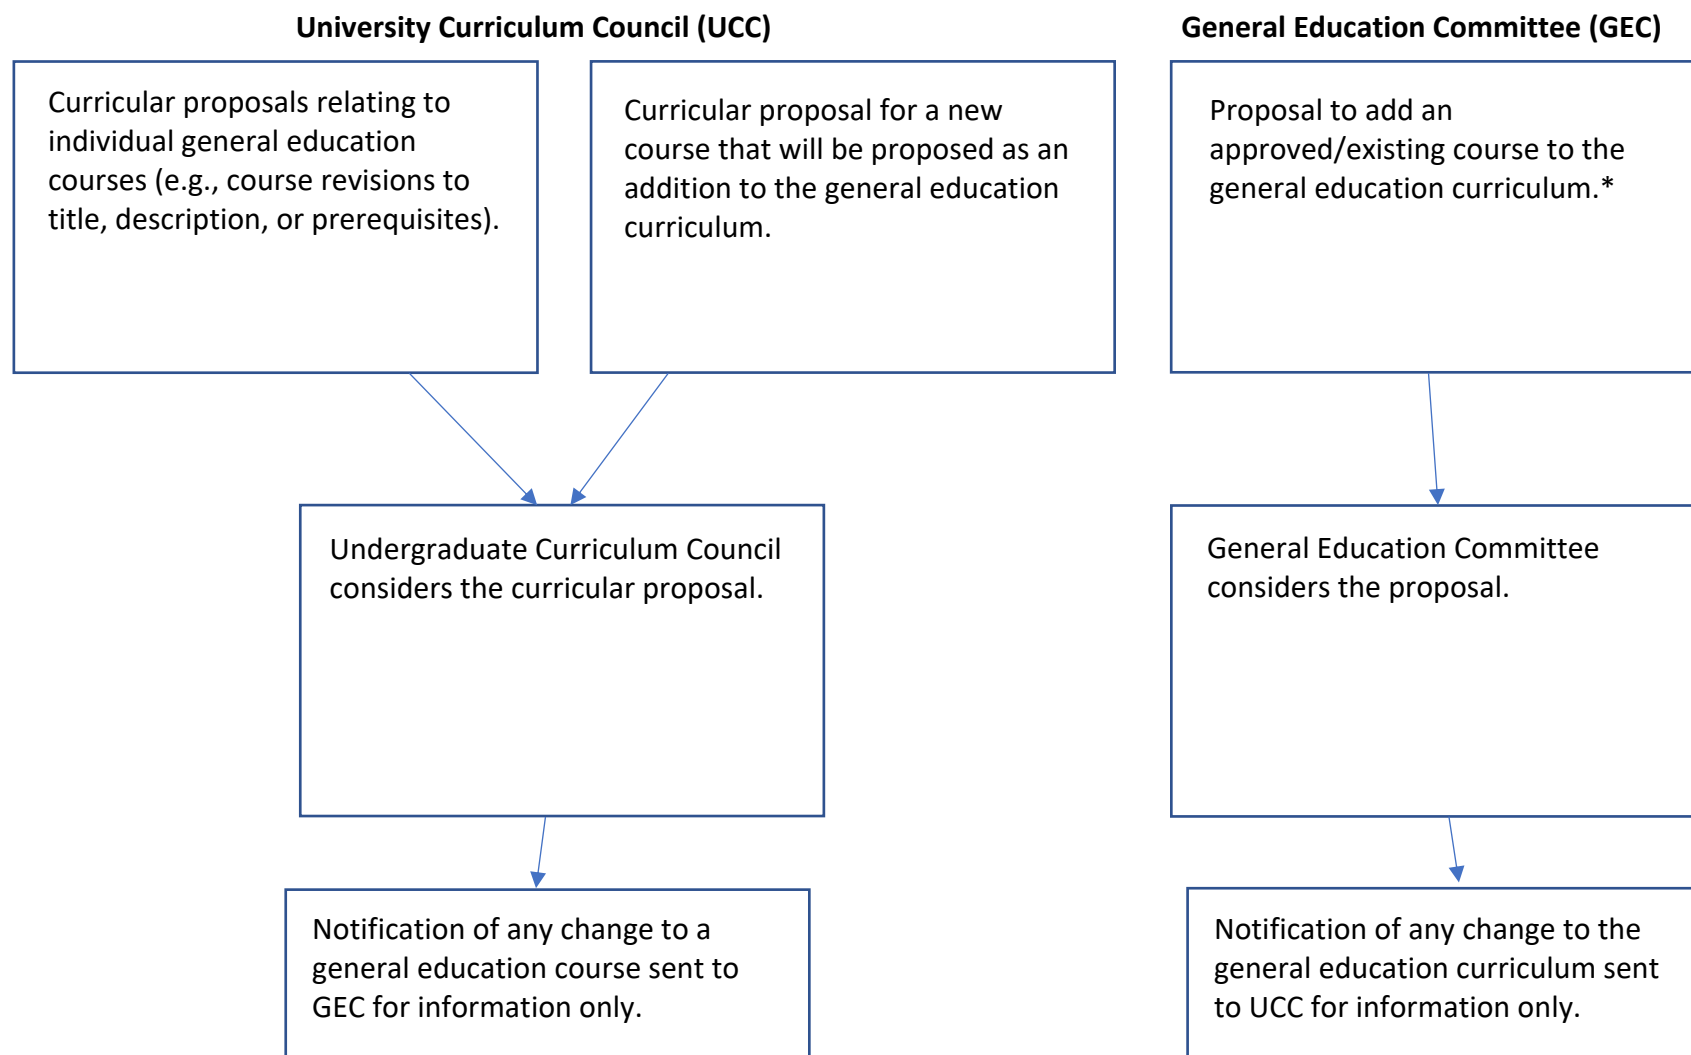 University Curriculum Council (UCC)
General Education Committee (GEC)
Curricular proposals relating to
individual general education
courses (e.g., course revisions to
title, description, or prerequisites).
Curricular proposal for a new
course that will be proposed as an
addition to the general education
curriculum.
Proposal to add an
approved/existing course to the
general education curriculum.*
Undergraduate Curriculum Council
considers the curricular proposal.
General Education Committee
considers the proposal.
Notification of any change to a
general education course sent to
GEC for information only.
Notification of any change to the
general education curriculum sent
to UCC for information only.